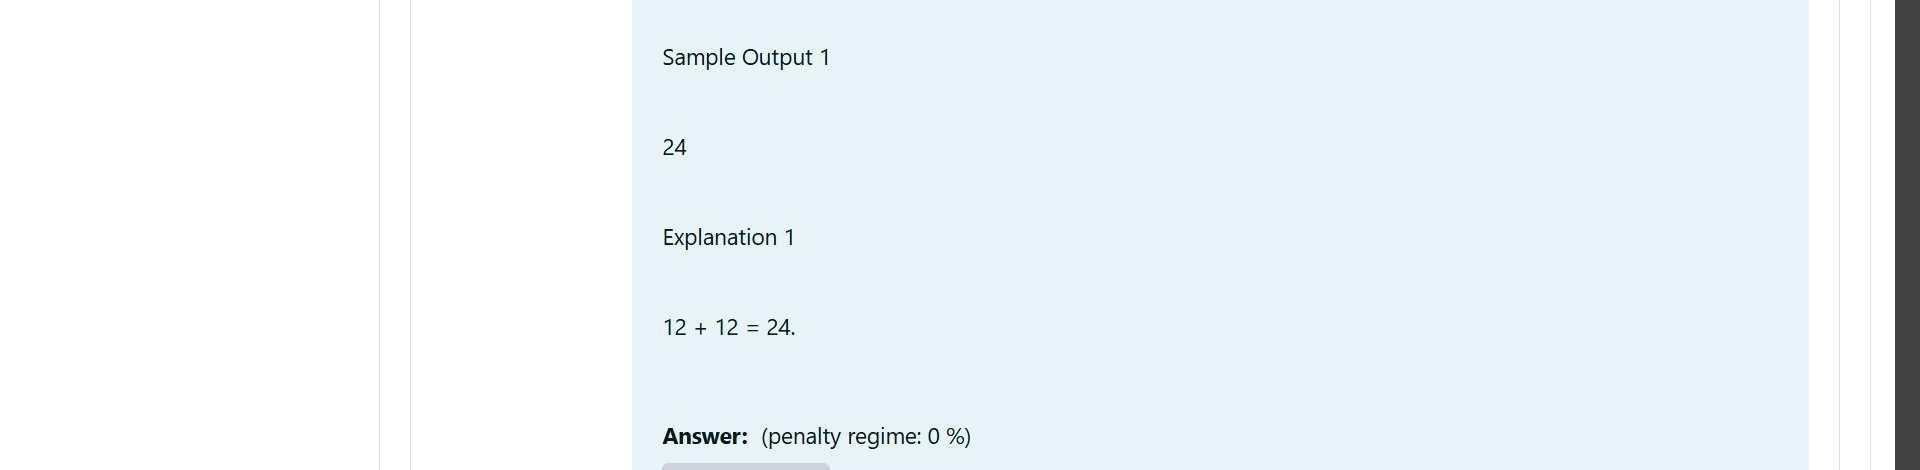 Sample Output 1
24
Explanation 1
12 + 12 = 24.
Answer: (penalty regime: 0 %)